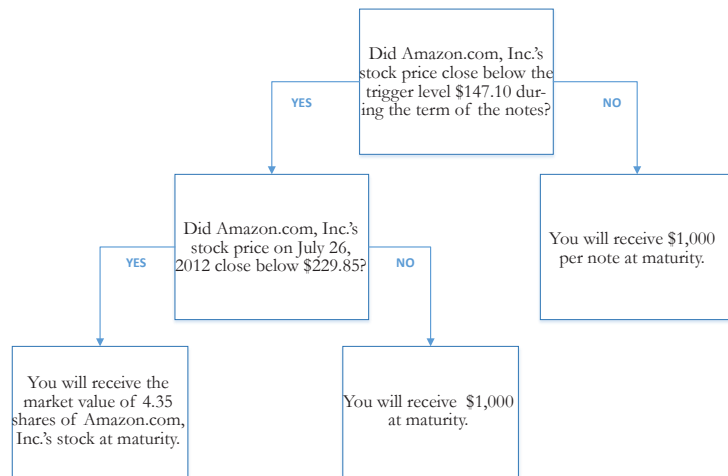 Did Amazon.com, Inc.'s
stock price close below the
trigger level $147.10 dur-
ing the term of the notes?
YES
NO
Did Amazon.com, Inc.'s
stock price on July 26,
2012 close below $229.85?
You will receive $1,000
per note at maturity.
YES
NO
You will receive the
market value of 4.35
shares of Amazon.com,
Inc.'s stock at maturity.
You will receive $1,000
at maturity.